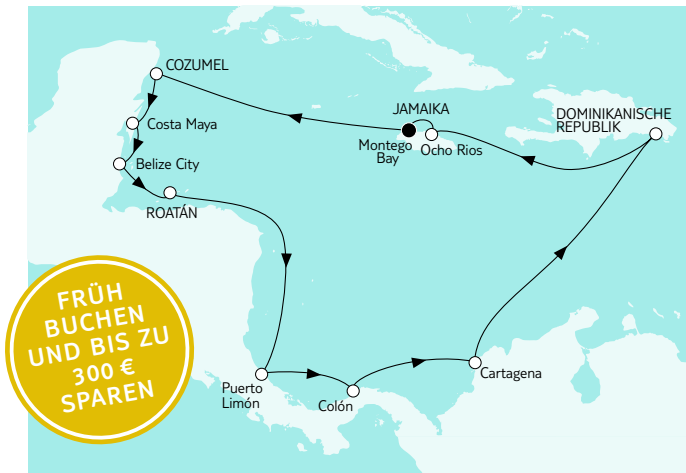 COZUMEL
Costa Maya
Belize City
ROATÁN
JAMAIKA
Montego
Bay
Ocho Rios
DOMINIKANISCHE
REPUBLIK
FRÜH
BUCHEN
UND BIS ZU
300 €
SPAREN
Puerto
Limón
Colón
Cartagena